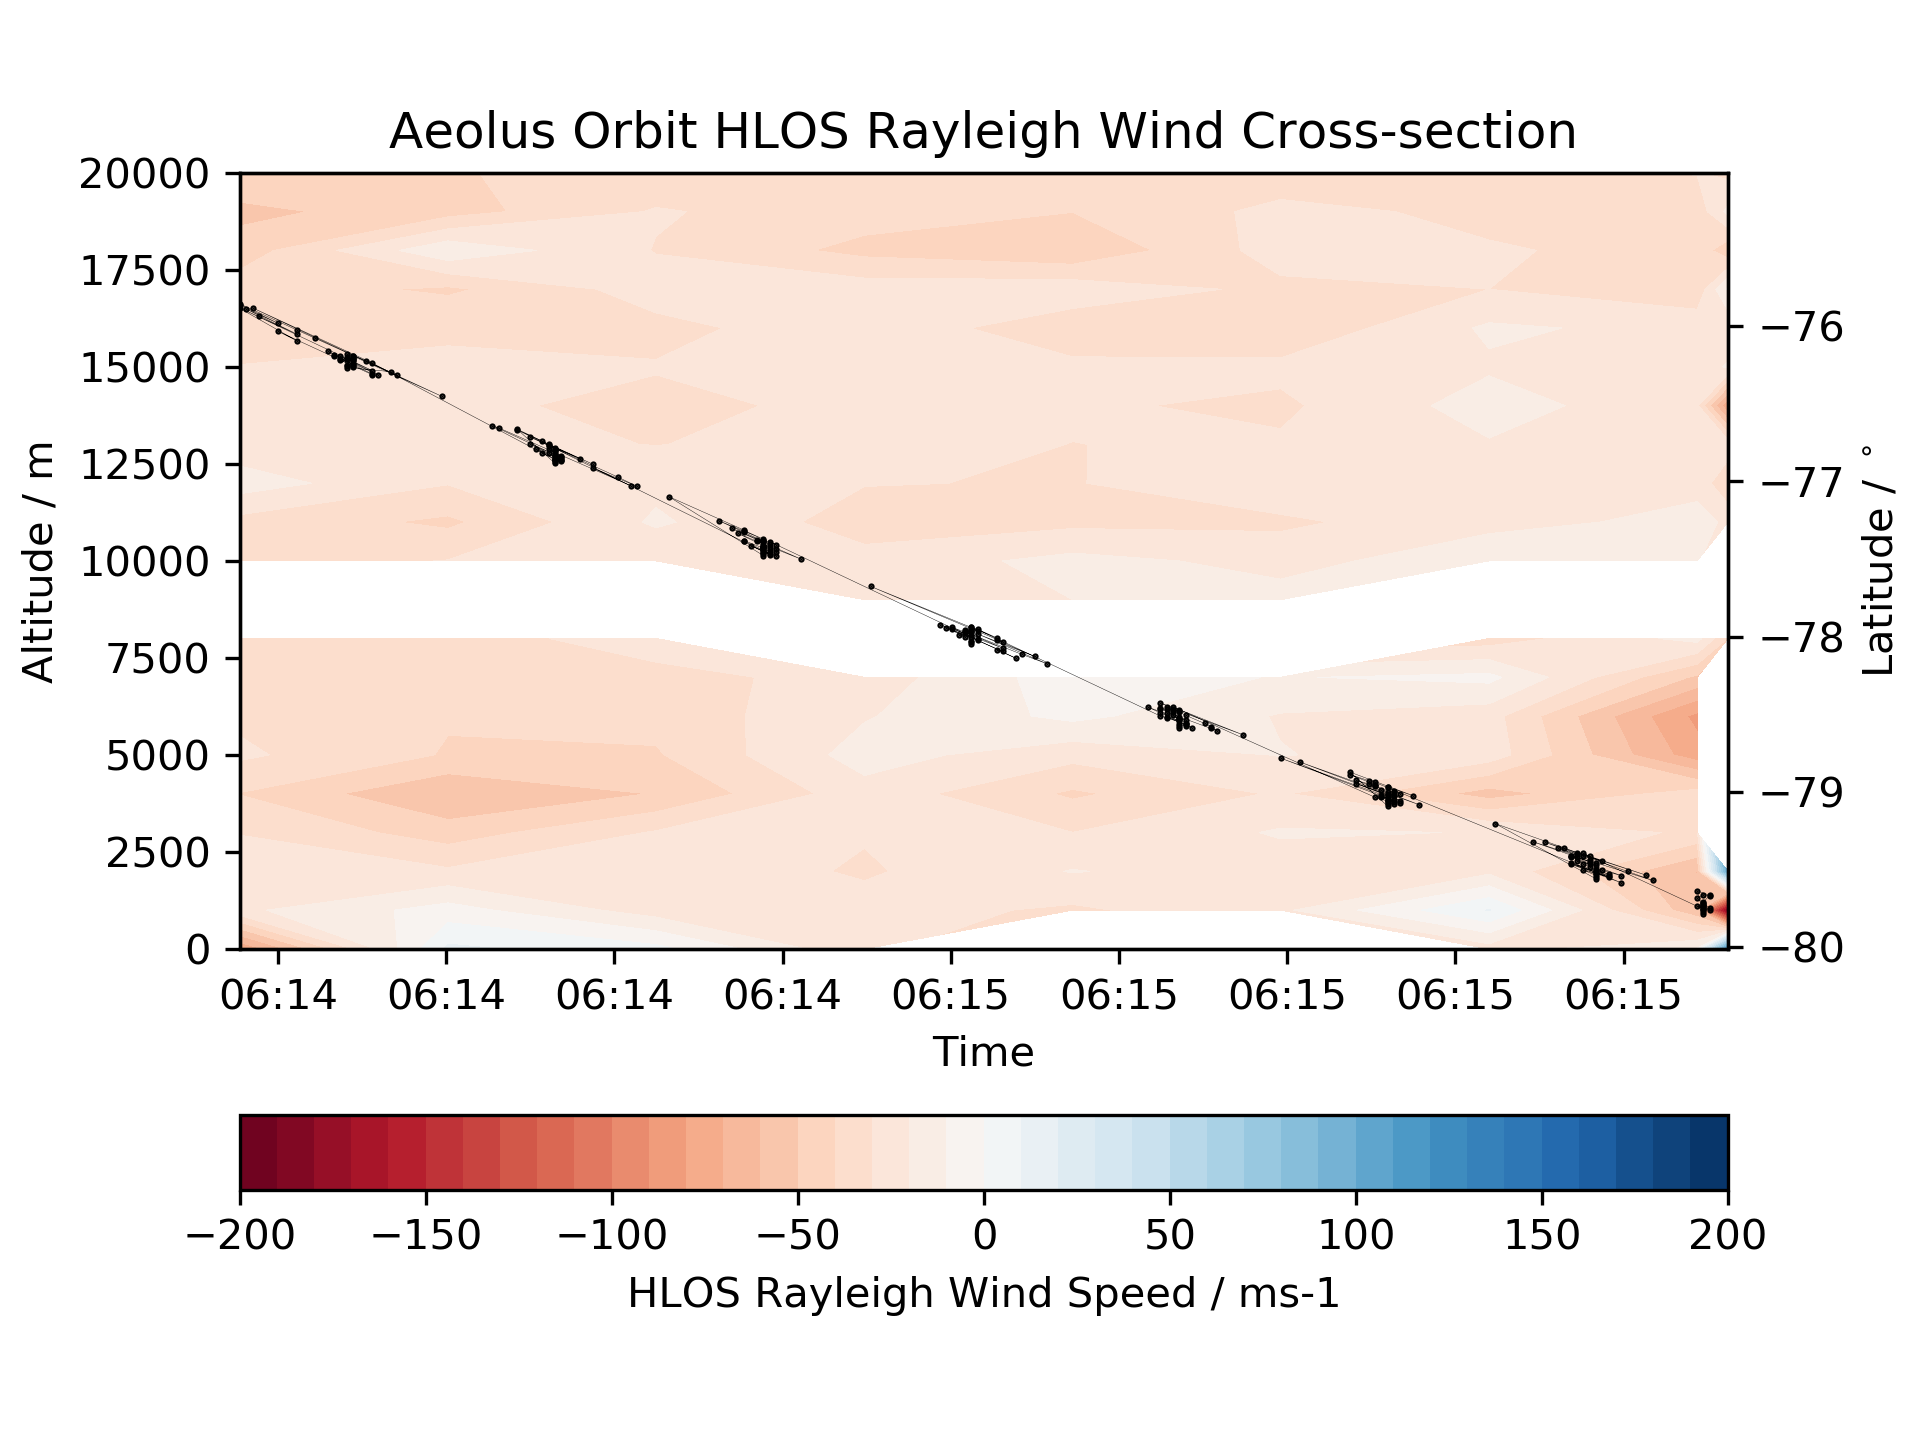 Aeolus Orbit HLOS Rayleigh Wind Cross-section
20000
17500
15000
12500
10000
7500
5000
2500
0
Altitude / m
−76
−77
−78
−79
−80
Latitude / °
06:14 06:14 06:14 06:14 06:15 06:15 06:15 06:15 06:15
Time
−200 −150 −100 −50 0 50 100 150 200
HLOS Rayleigh Wind Speed / ms-1